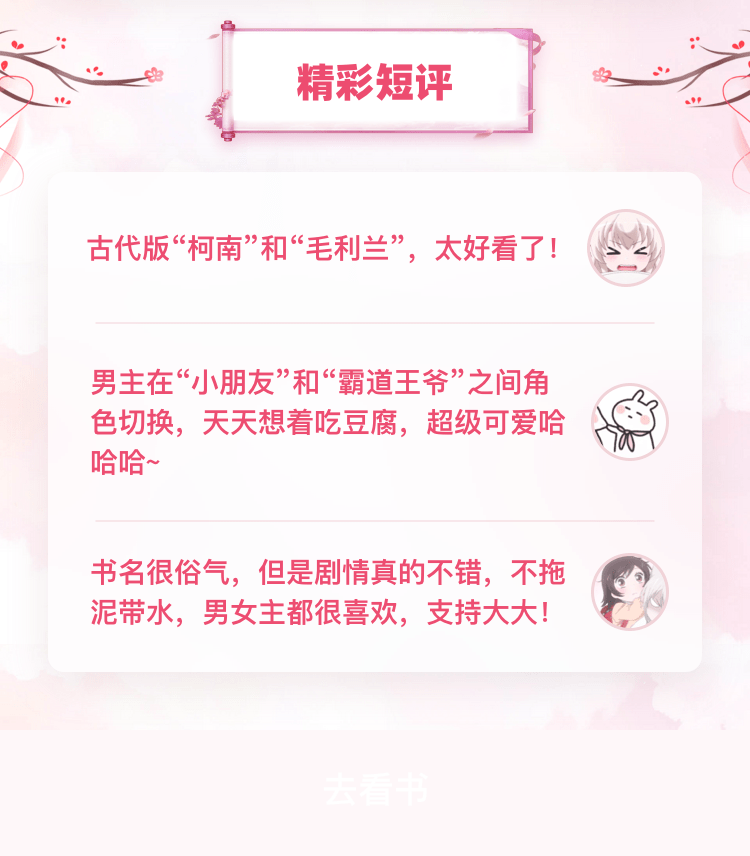 精彩短评
古代版“柯南”和“毛利兰”，太好看了！
男主在“小朋友”和“霸道王爷”之间角
色切换，天天想着吃豆腐，超级可爱哈
哈哈~
书名很俗气，但是剧情真的不错，不拖
泥带水，男女主都很喜欢，支持大大！
去看书